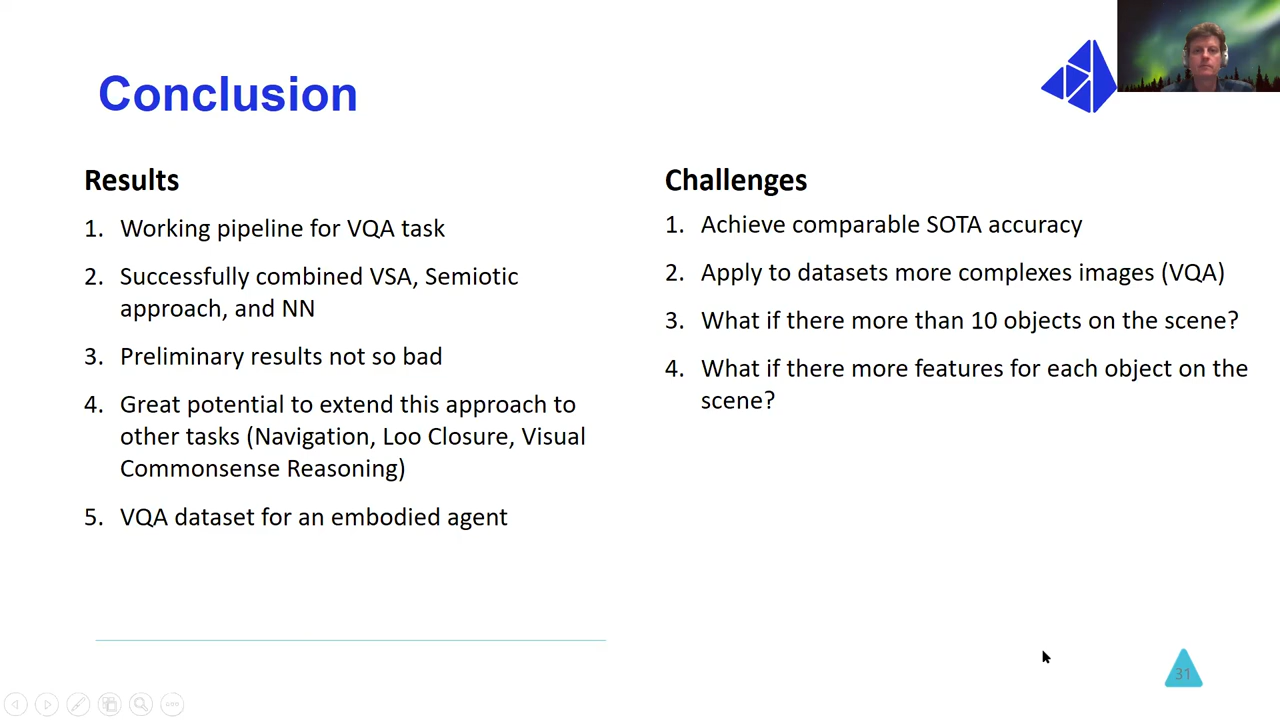 Conclusion
Results
1. Working pipeline for VQA task
2. Successfully combined VSA, Semiotic
approach, and NN
3. Preliminary results not so bad
4. Great potential to extend this approach to
other tasks (Navigation, Loo Closure, Visual
Commonsense Reasoning)
5. VQA dataset for an embodied agent
Challenges
1. Achieve comparable SOTA accuracy
2. Apply to datasets more complexes images (VQA)
3. What if there more than 10 objects on the scene?
4. What if there more features for each object on the
scene?
31